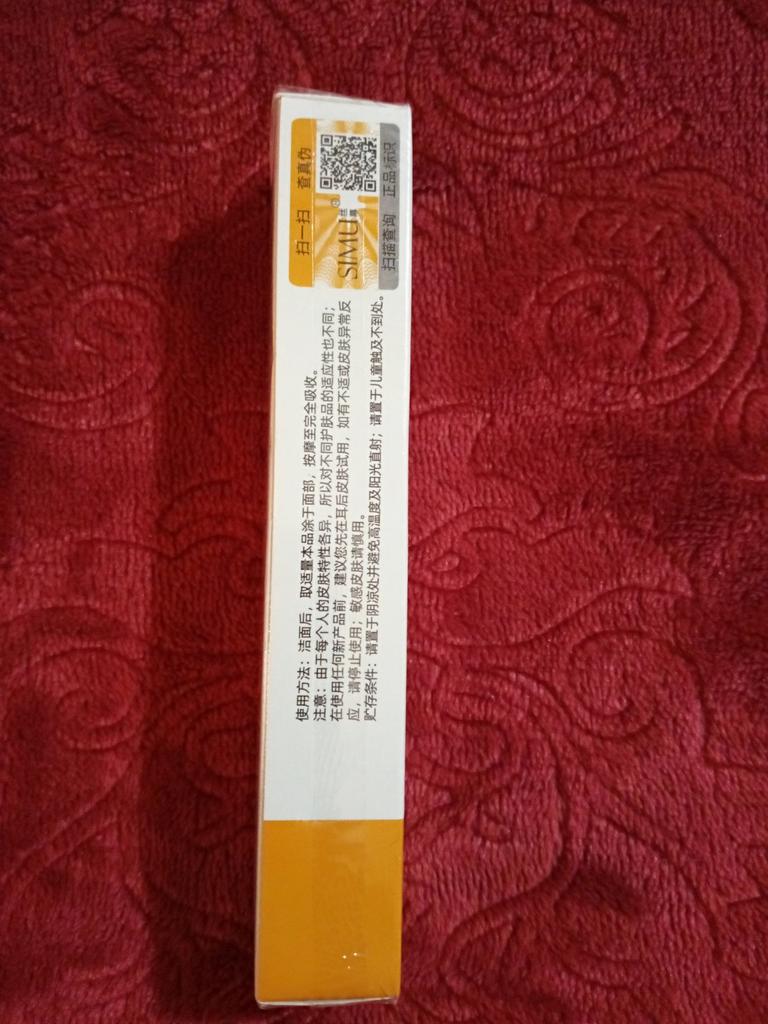 使用方法：洁面后，取适量本品涂于面部，按摩至完全吸收。
注意：由于每个人的皮肤特性各异，所以对不同护肤品的适应性也不同；
在使用任何新产品前，建议您先在耳后皮肤试用，如有不适或皮肤异常反
应，请停止使用；敏感皮肤请慎用。
贮存条件：请置于阴凉处并避免高温度及阳光直射；请置于儿童触及不到处。
扫一扫 查真伪
SIMU®
扫描查询 正品标识